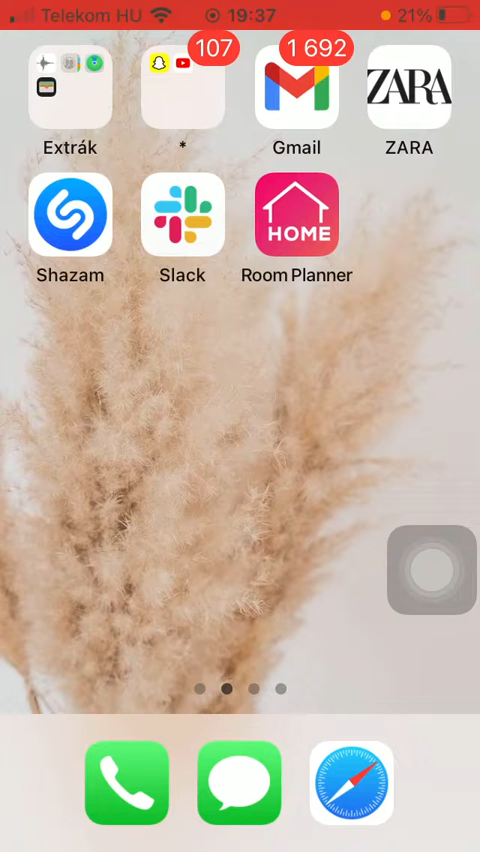 Telekom HU 19:37 21%
107 1 692
ZARA
Extrák * Gmail ZARA
HOME
Shazam Slack Room Planner